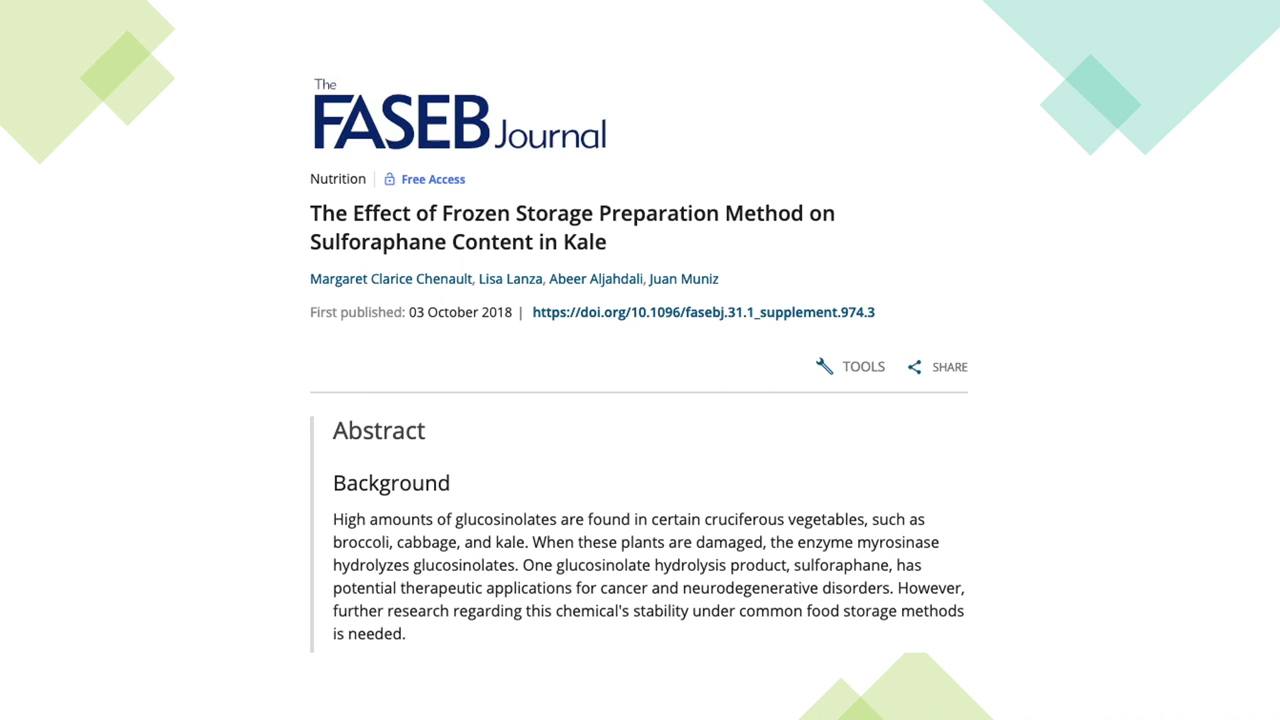 The
FASEB Journal
Nutrition Free Access
The Effect of Frozen Storage Preparation Method on
Sulforaphane Content in Kale
Margaret Clarice Chenault, Lisa Lanza, Abeer Aljahdali, Juan Muniz
First published: 03 October 2018 | https://doi.org/10.1096/fasebj.31.1_supplement.974.3
TOOLS SHARE
Abstract
Background
High amounts of glucosinolates are found in certain cruciferous vegetables, such as
broccoli, cabbage, and kale. When these plants are damaged, the enzyme myrosinase
hydrolyzes glucosinolates. One glucosinolate hydrolysis product, sulforaphane, has
potential therapeutic applications for cancer and neurodegenerative disorders. However,
further research regarding this chemical's stability under common food storage methods
is needed.